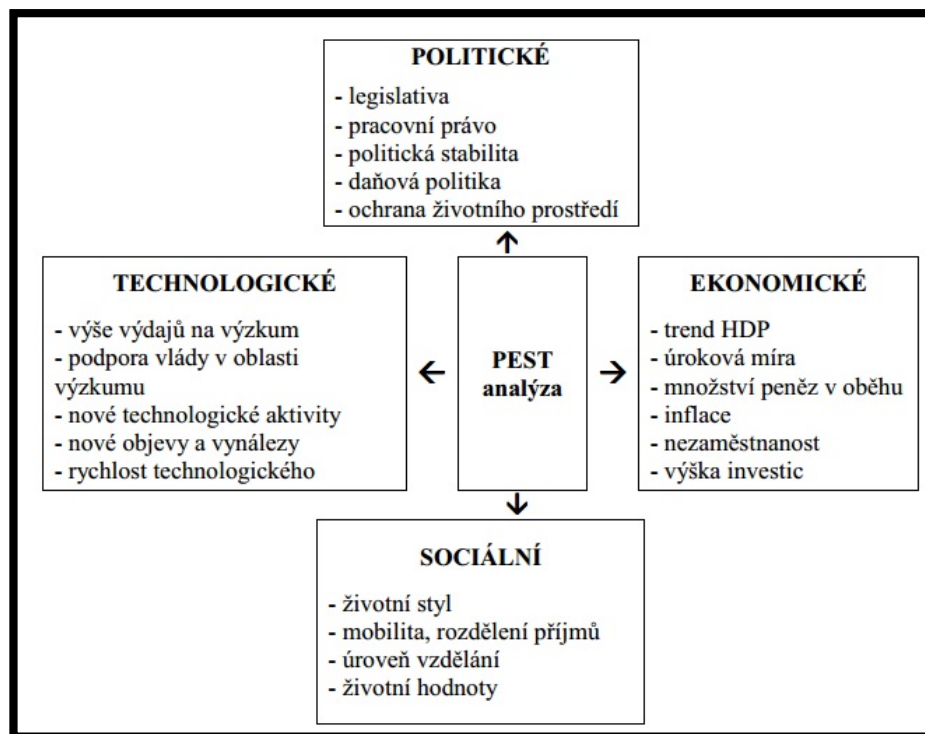 POLITICKÉ
- legislativa
- pracovní právo
- politická stabilita
- daňová politika
- ochrana životního prostředí
TECHNOLOGICKÉ
- výše výdajů na výzkum
- podpora vlády v oblasti
výzkumu
- nové technologické aktivity
- nové objevy a vynálezy
- rychlost technologického
PEST
analýza
EKONOMICKÉ
- trend HDP
- úroková míra
- množství peněz v oběhu
- inflace
- nezaměstnanost
- výška investic
SOCIÁLNÍ
- životní styl
- mobilita, rozdělení příjmů
- úroveň vzdělání
- životní hodnoty